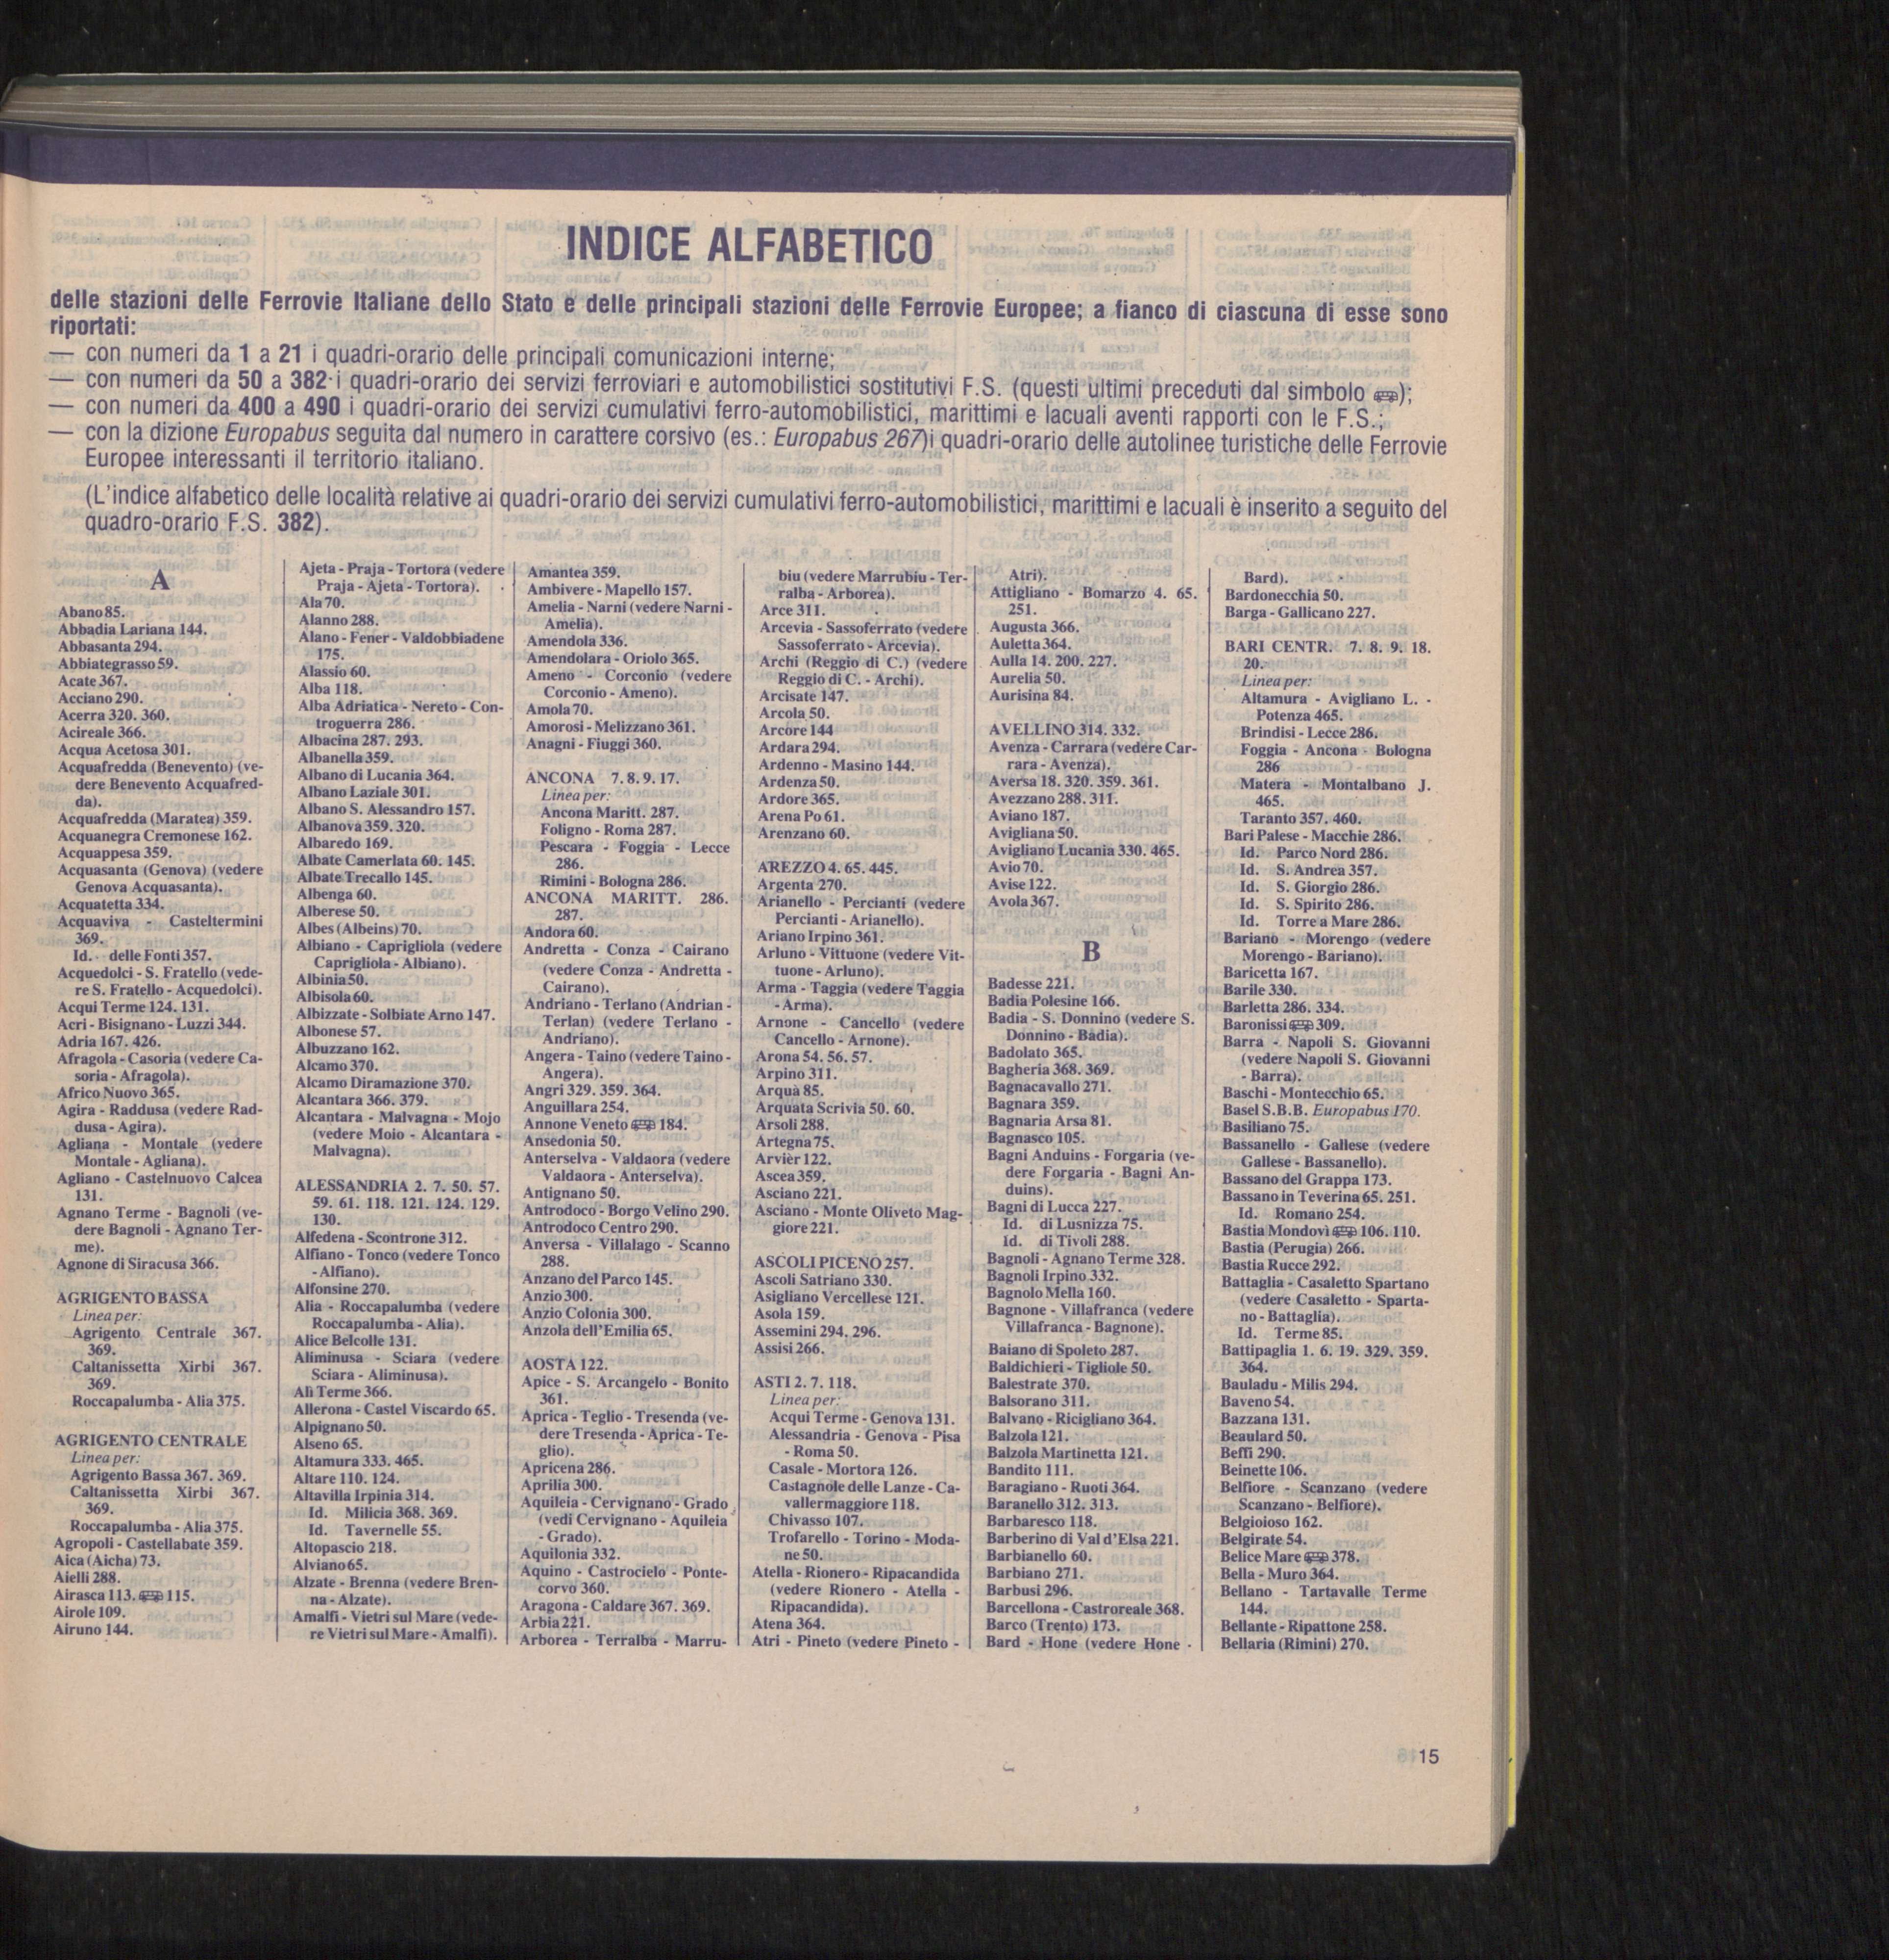 INDICE ALFABETICO
delle stazioni delle Ferrovie Italiane dello Stato e delle principali stazioni delle Ferrovie Europee; a fianco di ciascuna di esse sono
riportati:
— con numeri da 1 a 21 i quadri-orario delle principali comunicazioni interne;
— con numeri da 50 a 382 i quadri-orario dei servizi ferroviari e automobilistici sostitutivi F.S. (questi ultimi preceduti dal simbolo );
— con numeri da 400 a 490 i quadri-orario dei servizi cumulativi ferro-automobilistici, marittimi e lacuali aventi rapporti con le F.S.;
— con la dizione Europabus seguita dal numero in carattere corsivo (es.: Europabus 267)i quadri-orario delle autolinee turistiche delle Ferrovie
Europee interessanti il territorio italiano.
(L'indice alfabetico delle località relative ai quadri-orario dei servizi cumulativi ferro-automobilistici, marittimi e lacuali è inserito a seguito del
quadro-orario F.S. 382).
A
Abano 85.
Abbadia Lariana 144.
Abbasanta 294.
Abbiategrasso 59.
Acate 367.
Acciano 290.
Acerra 320. 360.
Acireale 366.
Acqua Acetosa 301.
Acquafredda (Benevento) (ve-
dere Benevento Acquafred-
da).
Acquafredda (Maratea) 359.
Acquanegra Cremonese 162.
Acquappesa 359.
Acquasanta (Genova) (vedere
Genova Acquasanta).
Acquatetta 334.
Acquaviva - Casteltermini
369.
Id. delle Fonti 357.
Acquedolci - S. Fratello (vede-
re S. Fratello - Acquedolci).
Acqui Terme 124. 131.
Acri - Bisignano - Luzzi 344.
Adria 167. 426.
Afragola - Casoria (vedere Ca-
soria - Afragola).
Africo Nuovo 365.
Agira - Raddusa (vedere Rad-
dusa - Agira).
Agliana - Montale (vedere
Montale - Agliana).
Agliano - Castelnuovo Calcea
131.
Agnano Terme - Bagnoli (ve-
dere Bagnoli - Agnano Ter-
me).
Agnone di Siracusa 366.
AGRIGENTO BASSA
Linea per:
Agrigento Centrale 367.
369.
Caltanissetta Xirbi 367.
369.
Roccapalumba - Alia 375.
AGRIGENTO CENTRALE
Linea per:
Agrigento Bassa 367. 369.
Caltanissetta Xirbi 367.
369.
Roccapalumba - Alia 375.
Agropoli - Castellabate 359.
Aica (Aicha) 73.
Aielli 288.
Airasca 113. 115.
Airole 109.
Airuno 144.
Ajeta - Praja - Tortora (vedere
Praja - Ajeta - Tortora).
Ala 70.
Alanno 288.
Alano - Fener - Valdobbiadene
175.
Alassio 60.
Alba 118.
Alba Adriatica - Nereto - Con-
troguerra 286.
Albacina 287. 293.
Albanella 359.
Albano di Lucania 364.
Albano Laziale 301.
Albano S. Alessandro 157.
Albanova 359. 320.
Albaredo 169.
Albate Camerlata 60. 145.
Albate Trecallo 145.
Albenga 60.
Alberese 50.
Albes (Albeins) 70.
Albiano - Caprigliola (vedere
Caprigliola - Albiano).
Albinia 50.
Albisola 60.
Albizzate - Solbiate Arno 147.
Albonese 57.
Albuzzano 162.
Alcamo 370.
Alcamo Diramazione 370.
Alcantara 366. 379.
Alcantara - Malvagna - Mojo
(vedere Moio - Alcantara -
Malvagna).
ALESSANDRIA 2. 7. 50. 57.
59. 61. 118. 121. 124. 129.
130.
Alfedena - Scontrone 312.
Alfiano - Tonco (vedere Tonco
- Alfiano).
Alfonsine 270.
Alia - Roccapalumba (vedere
Roccapalumba - Alia).
Alice Belcolle 131.
Aliminusa - Sciara (vedere
Sciara - Aliminusa).
Alì Terme 366.
Allerona - Castel Viscardo 65.
Alpignano 50.
Alseno 65.
Altamura 333. 465.
Altare 110. 124.
Altavilla Irpinia 314.
Id. Milicia 368. 369.
Id. Tavernelle 55.
Altopascio 218.
Alviano 65.
Alzate - Brenna (vedere Bren-
na - Alzate).
Amalfi - Vietri sul Mare (vede-
re Vietri sul Mare - Amalfi).
Amantea 359.
Ambivere - Mapello 157.
Amelia - Narni (vedere Narni -
Amelia).
Amendola 336.
Amendolara - Oriolo 365.
Ameno - Corconio (vedere
Corconio - Ameno).
Amola 70.
Amorosi - Melizzano 361.
Anagni - Fiuggi 360.
ANCONA 7. 8. 9. 17.
Linea per:
Ancona Maritt. 287.
Foligno - Roma 287.
Pescara - Foggia - Lecce
286.
Rimini - Bologna 286.
ANCONA MARITT. 286.
287.
Andora 60.
Andretta - Conza - Cairano
(vedere Conza - Andretta -
Cairano).
Andriano - Terlano (Andrian -
Terlan) (vedere Terlano -
Andriano).
Angera - Taino (vedere Taino -
Angera).
Angri 329. 359. 364.
Anguillara 254.
Annone Veneto 184.
Ansedonia 50.
Anterselva - Valdaora (vedere
Valdaora - Anterselva).
Antignano 50.
Antrodoco - Borgo Velino 290.
Antrodoco Centro 290.
Anversa - Villalago - Scanno
288.
Anzano del Parco 145.
Anzio 300.
Anzio Colonia 300.
Anzola dell'Emilia 65.
AOSTA 122.
Apice - S. Arcangelo - Bonito
361.
Aprica - Teglio - Tresenda (ve-
dere Tresenda - Aprica - Te-
glio).
Apricena 286.
Aprilia 300.
Aquileia - Cervignano - Grado
(vedi Cervignano - Aquileia
- Grado).
Aquilonia 332.
Aquino - Castrocielo - Ponte-
corvo 360.
Aragona - Caldare 367. 369.
Arbia 221.
Arborea - Terralba - Marru-
biu (vedere Marrubiu - Ter-
ralba - Arborea).
Arce 311.
Arcevia - Sassoferrato (vedere
Sassoferrato - Arcevia).
Archi (Reggio di C.) (vedere
Reggio di C. - Archi).
Arcisate 147.
Arcola 50.
Arcore 144
Ardara 294.
Ardenno - Masino 144.
Ardenza 50.
Ardore 365.
Arena Po 61.
Arenzano 60.
AREZZO 4. 65. 445.
Argenta 270.
Arianello - Percianti (vedere
Percianti - Arianello).
Ariano Irpino 361.
Arluno - Vittuone (vedere Vit-
tuone - Arluno).
Arma - Taggia (vedere Taggia
- Arma).
Arnone - Cancello (vedere
Cancello - Arnone).
Arona 54. 56. 57.
Arpino 311.
Arquà 85.
Arquata Scrivia 50. 60.
Arsoli 288.
Artegna 75.
Arvièr 122.
Ascea 359.
Asciano 221.
Asciano - Monte Oliveto Mag-
giore 221.
ASCOLI PICENO 257.
Ascoli Satriano 330.
Asigliano Vercellese 121.
Asola 159.
Assemini 294. 296.
Assisi 266.
ASTI 2. 7. 118.
Linea per:
Acqui Terme - Genova 131.
Alessandria - Genova - Pisa
- Roma 50.
Casale - Mortora 126.
Castagnole delle Lanze - Ca-
vallermaggiore 118.
Chivasso 107.
Trofarello - Torino - Moda-
ne 50.
Atella - Rionero - Ripacandida
(vedere Rionero - Atella -
Ripacandida).
Atena 364.
Atri - Pineto (vedere Pineto -
Atri).
Attigliano - Bomarzo 4. 65.
251.
Augusta 366.
Auletta 364.
Aulla 14. 200. 227.
Aurelia 50.
Aurisina 84.
AVELLINO 314. 332.
Avenza - Carrara (vedere Car-
rara - Avenza).
Aversa 18. 320. 359. 361.
Avezzano 288. 311.
Aviano 187.
Avigliana 50.
Avigliano Lucania 330. 465.
Avio 70.
Avise 122.
Avola 367.
B
Badesse 221.
Badia Polesine 166.
Badia - S. Donnino (vedere S.
Donnino - Badia).
Badolato 365.
Bagheria 368. 369.
Bagnacavallo 271.
Bagnara 359.
Bagnaria Arsa 81.
Bagnasco 105.
Bagni Anduins - Forgaria (ve-
dere Forgaria - Bagni An-
duins).
Bagni di Lucca 227.
Id. di Lusnizza 75.
Id. di Tivoli 288.
Bagnoli - Agnano Terme 328.
Bagnoli Irpino 332.
Bagnolo Mella 160.
Bagnone - Villafranca (vedere
Villafranca - Bagnone).
Baiano di Spoleto 287.
Baldichieri - Tigliole 50.
Balestrate 370.
Balsorano 311.
Balvano - Ricigliano 364.
Balzola 121.
Balzola Martinetta 121.
Bandito 111.
Baragiano - Ruoti 364.
Baranello 312. 313.
Barbaresco 118.
Barberino di Val d'Elsa 221.
Barbianello 60.
Barbiano 271.
Barbusi 296.
Barcellona - Castroreale 368.
Barco (Trento) 173.
Bard - Hone (vedere Hone -
Bard).
Bardonecchia 50.
Barga - Gallicano 227.
BARI CENTR. 7. 8. 9. 18.
20.
Linea per:
Altamura - Avigliano L. -
Potenza 465.
Brindisi - Lecce 286.
Foggia - Ancona - Bologna
286
Matera - Montalbano J.
465.
Taranto 357. 460.
Bari Palese - Macchie 286.
Id. Parco Nord 286.
Id. S. Andrea 357.
Id. S. Giorgio 286.
Id. S. Spirito 286.
Id. Torre a Mare 286.
Bariano - Morengo (vedere
Morengo - Bariano).
Baricetta 167.
Barile 330.
Barletta 286. 334.
Baronissi 309.
Barra - Napoli S. Giovanni
(vedere Napoli S. Giovanni
- Barra).
Baschi - Montecchio 65.
Basel S.B.B. Europabus 170.
Basiliano 75.
Bassanello - Gallese (vedere
Gallese - Bassanello).
Bassano del Grappa 173.
Bassano in Teverina 65. 251.
Id. Romano 254.
Bastia Mondovì 106. 110.
Bastia (Perugia) 266.
Bastia Rucce 292.
Battaglia - Casaletto Spartano
(vedere Casaletto - Sparta-
no - Battaglia).
Id. Terme 85.
Battipaglia 1. 6. 19. 329. 359.
364.
Bauladu - Milis 294.
Baveno 54.
Bazzana 131.
Beaulard 50.
Beffi 290.
Beinette 106.
Belfiore - Scanzano (vedere
Scanzano - Belfiore).
Belgioioso 162.
Belgirate 54.
Belice Mare 378.
Bella - Muro 364.
Bellano - Tartavalle Terme
144.
Bellante - Ripattone 258.
Bellaria (Rimini) 270.
15